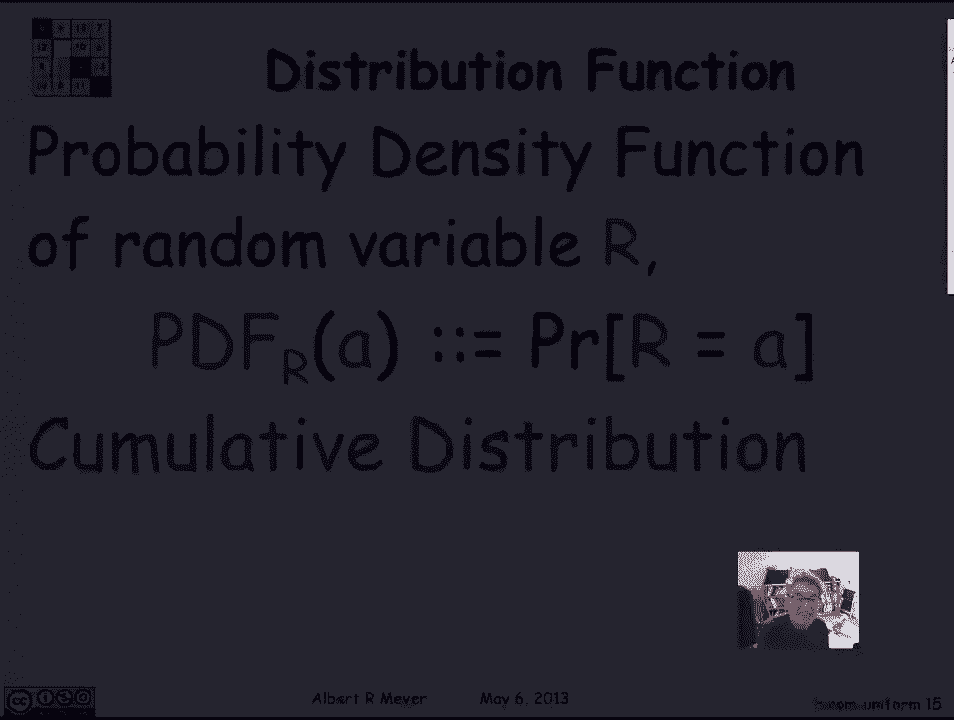 Distribution Function
Probability Density Function
of random variable R,
PDF_R(a) ::= Pr[R = a]
Cumulative Distribution
cc
Albert R Meyer May 6, 2013 uniform 15